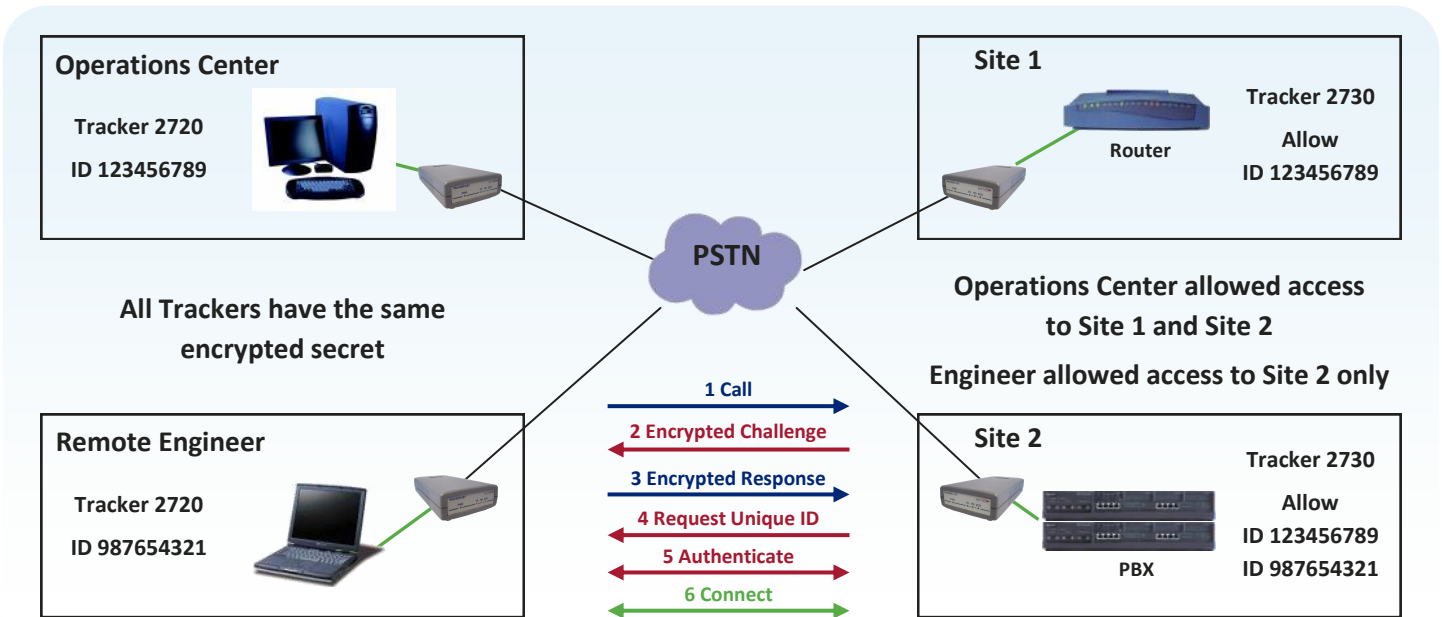 Operations Center
Tracker 2720
ID 123456789
Site 1
Router
Tracker 2730
Allow
ID 123456789
PSTN
All Trackers have the same
encrypted secret
Operations Center allowed access
to Site 1 and Site 2
Engineer allowed access to Site 2 only
1 Call
2 Encrypted Challenge
3 Encrypted Response
4 Request Unique ID
5 Authenticate
6 Connect
Remote Engineer
Tracker 2720
ID 987654321
Site 2
PBX
Tracker 2730
Allow
ID 123456789
ID 987654321